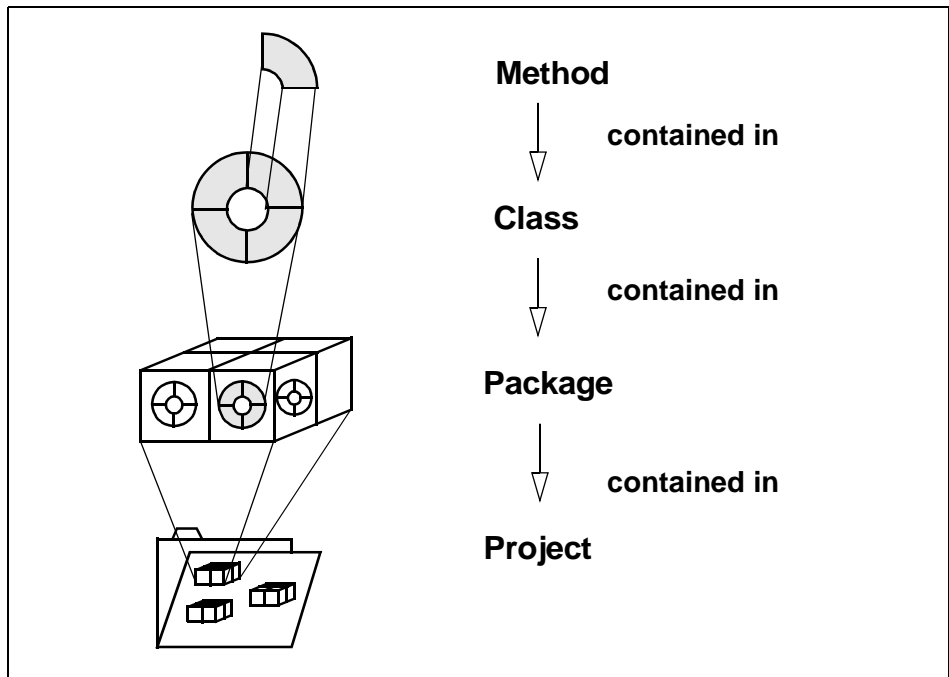 Method
contained in
Class
contained in
Package
contained in
Project